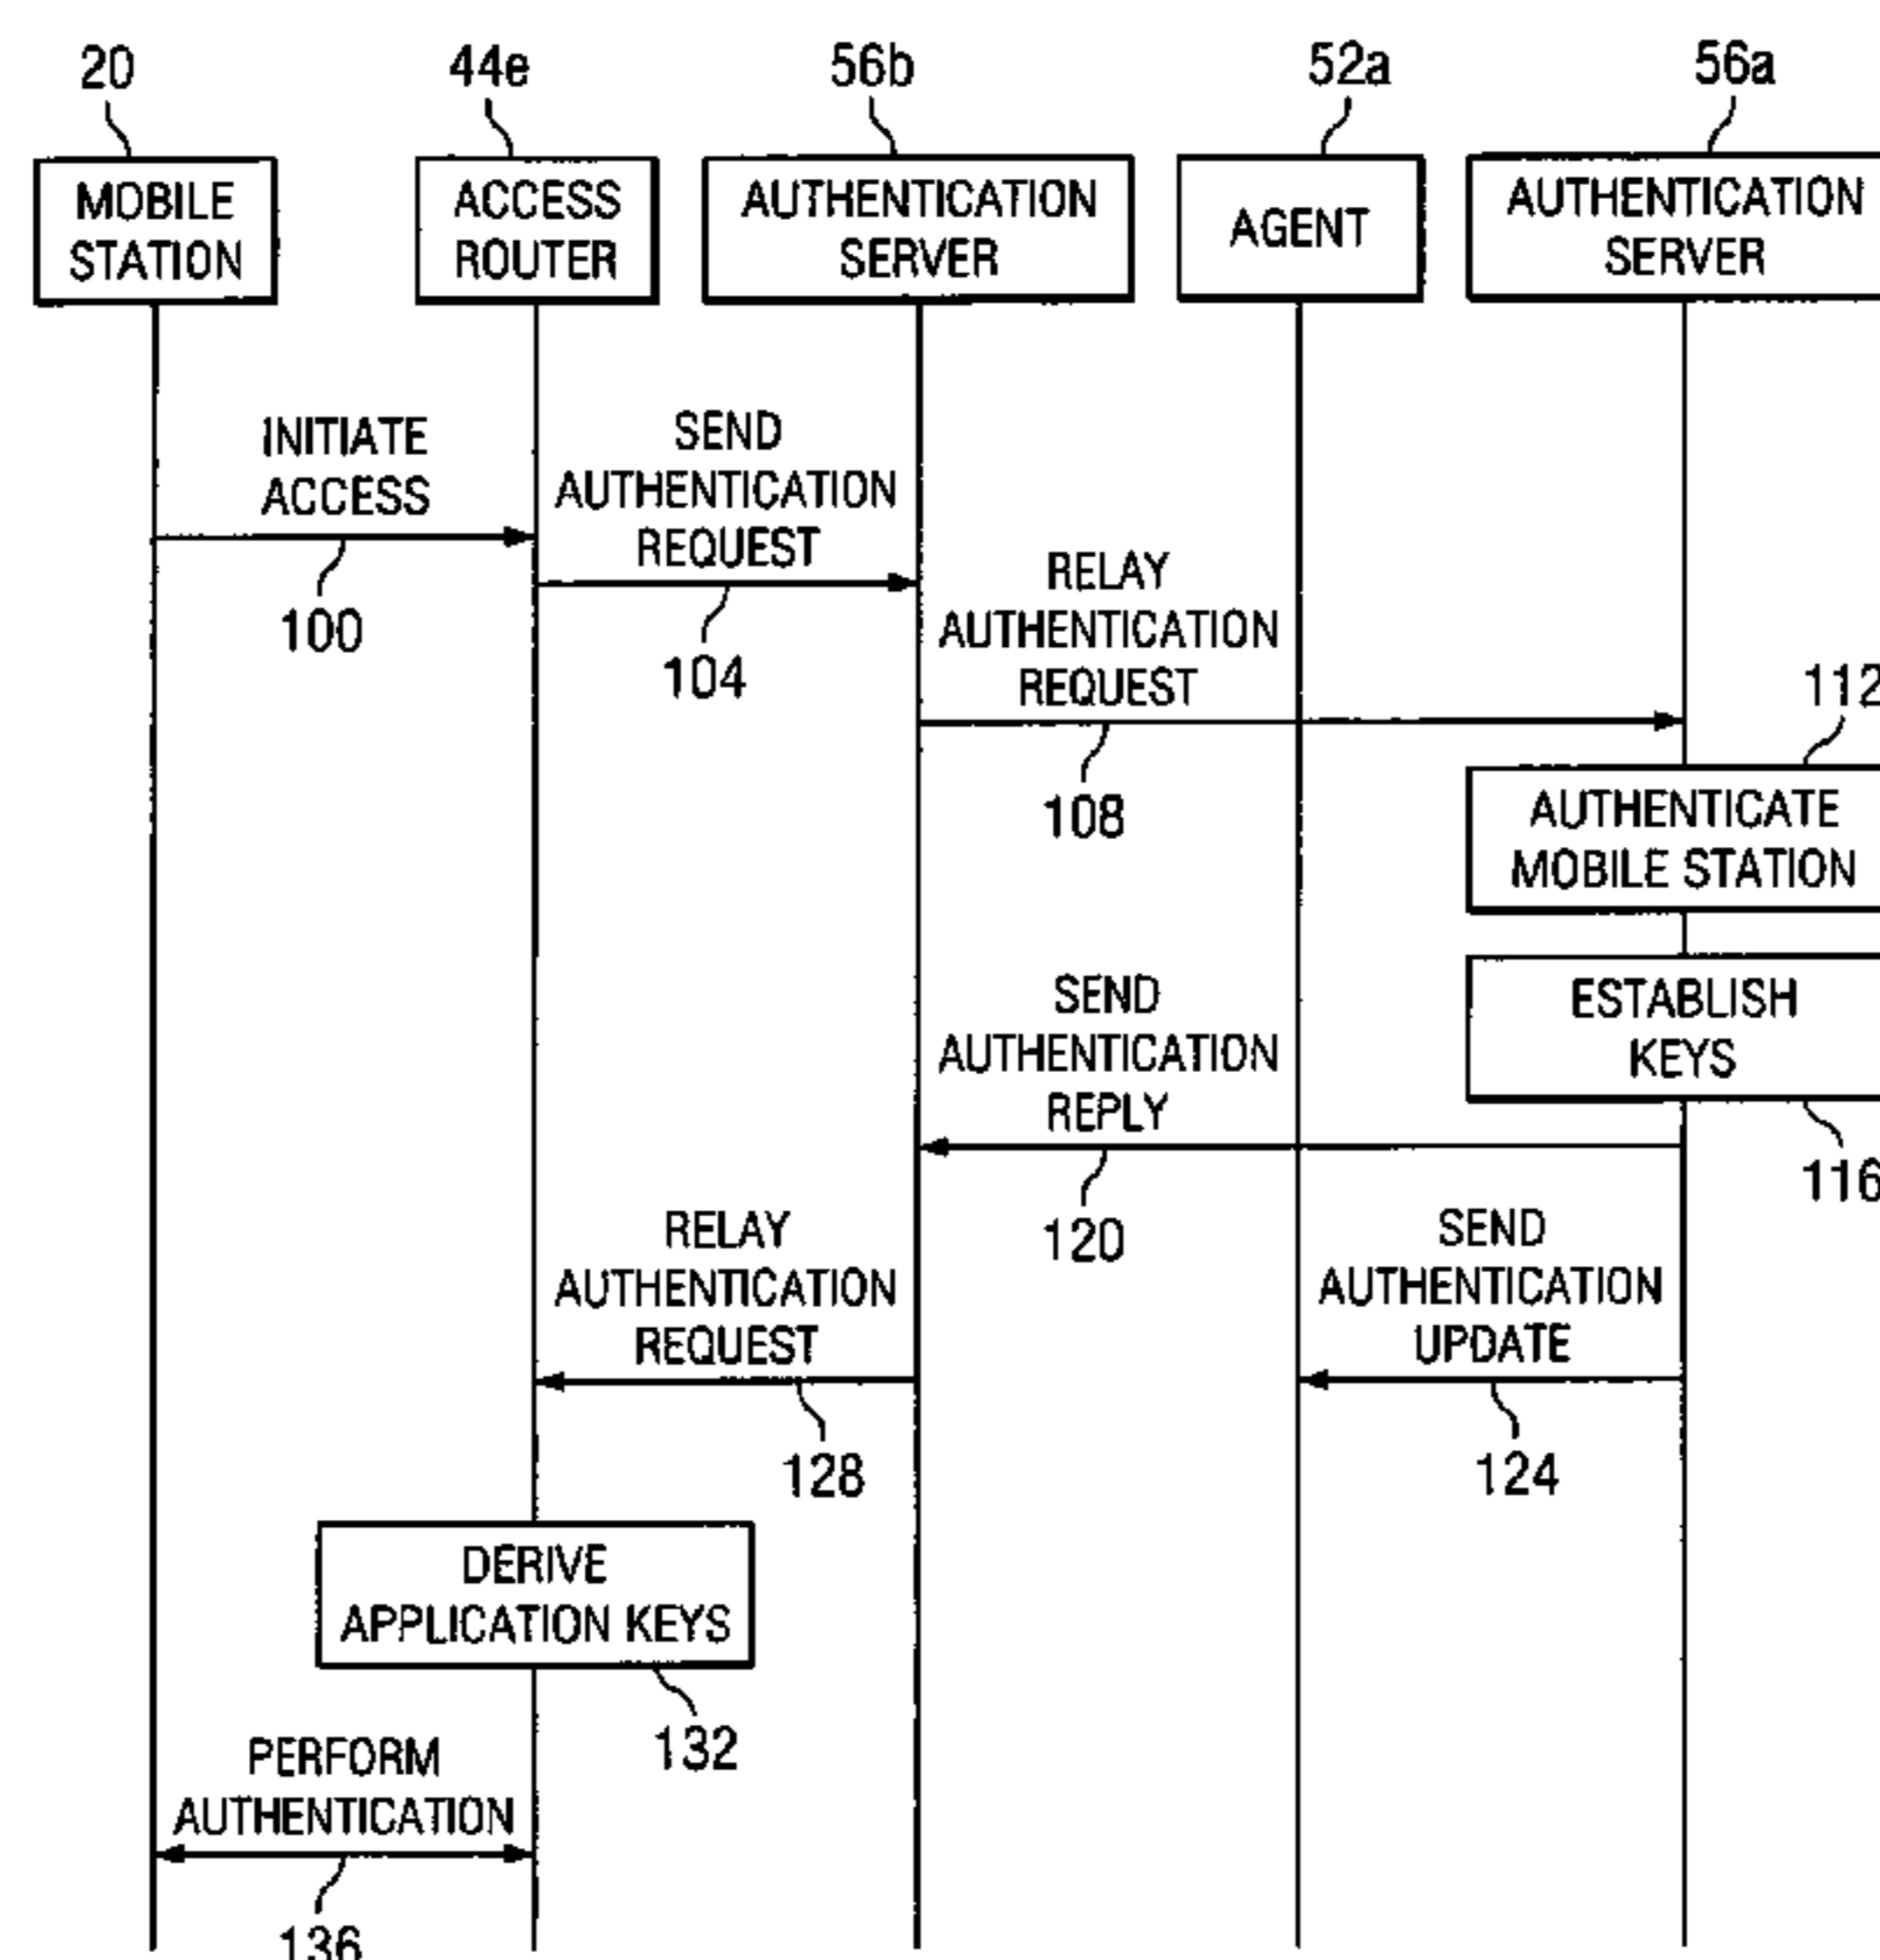 20
44e
56b
52a
56a
MOBILE
STATION
ACCESS
ROUTER
AUTHENTICATION
SERVER
AGENT
AUTHENTICATION
SERVER
INITIATE
ACCESS
100
SEND
AUTHENTICATION
REQUEST
104
RELAY
AUTHENTICATION
REQUEST
108
112
AUTHENTICATE
MOBILE STATION
ESTABLISH
KEYS
116
SEND
AUTHENTICATION
REPLY
120
SEND
AUTHENTICATION
UPDATE
124
RELAY
AUTHENTICATION
REQUEST
128
DERIVE
APPLICATION KEYS
132
PERFORM
AUTHENTICATION
136